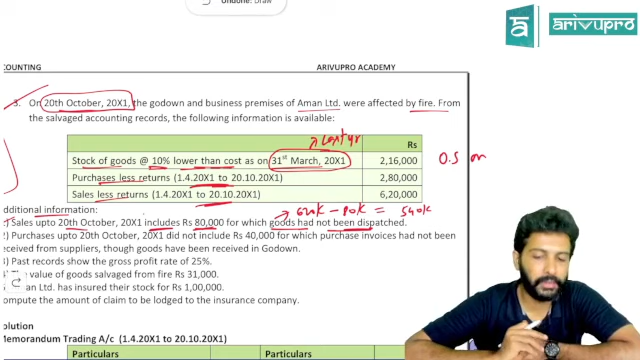 Undone: Draw
arivupro
COUNTING ARIVUPRO ACADEMY
3. On 20th October, 20X1, the godown and business premises of Aman Ltd. were affected by fire. From
the salvaged accounting records, the following information is available:
→ Last yr
Rs
Stock of goods @ 10% lower than cost as on 31st March, 20X1 2,16,000 0.5 m
Purchases less returns (1.4.20X1 to 20.10.20X1) 2,80,000
Sales less returns (1.4.20X1 to 20.10.20X1) 6,20,000
dditional information: 620k - 80k = 540k
) Sales upto 20th October, 20X1 includes Rs 80,000 for which goods had not been dispatched.
2) Purchases upto 20th October, 20X1 did not include Rs 40,000 for which purchase invoices had not been
received from suppliers, though goods have been received in Godown.
3) Past records show the gross profit rate of 25%.
value of goods salvaged from fire Rs 31,000.
an Ltd. has insured their stock for Rs 1,00,000.
ompute the amount of claim to be lodged to the insurance company.
olution
Memorandum Trading A/c (1.4.20X1 to 20.10.20X1)
Particulars Rs Particulars Rs